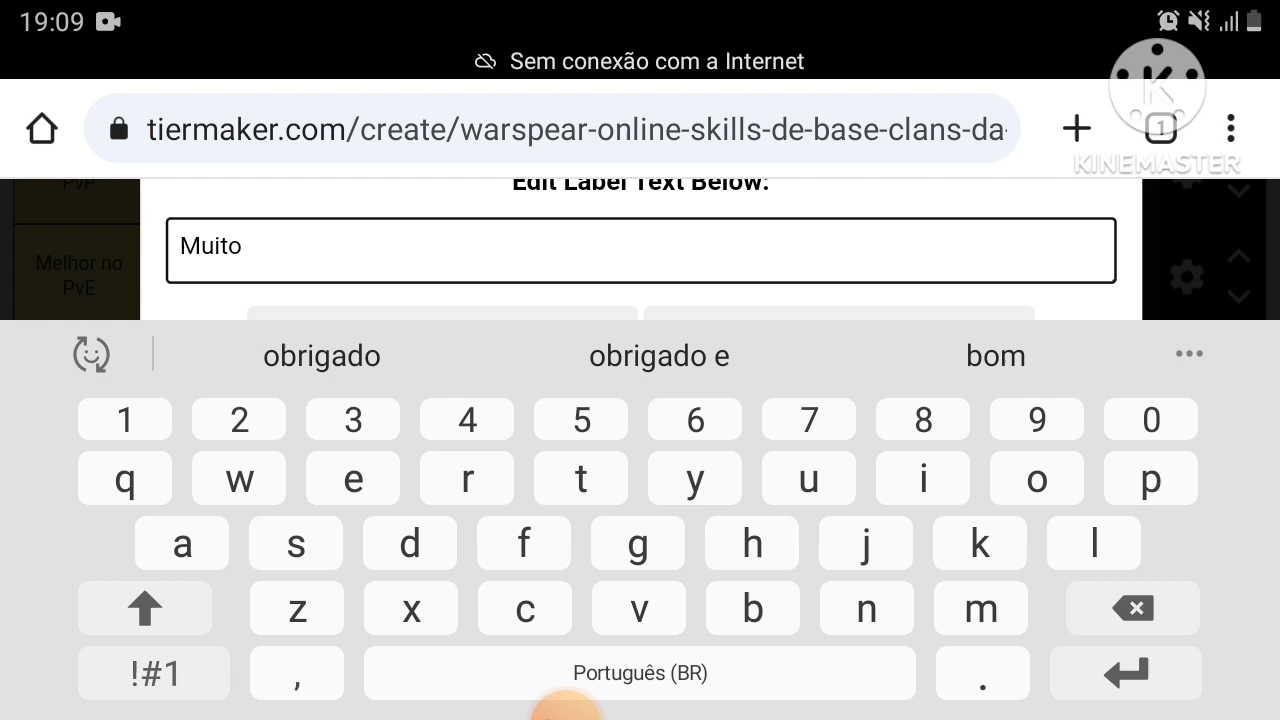 19:09
Sem conexão com a Internet
tiermaker.com/create/warspear-online-skills-de-base-clans-da-
1
KINEMASTER
PvP
Edit Label Text Below:
Muito
Melhor no
PvE
obrigado
obrigado e
bom
1 2 3 4 5 6 7 8 9 0
q w e r t y u i o p
a s d f g h j k l
z x c v b n m
!#1 , Português (BR) .